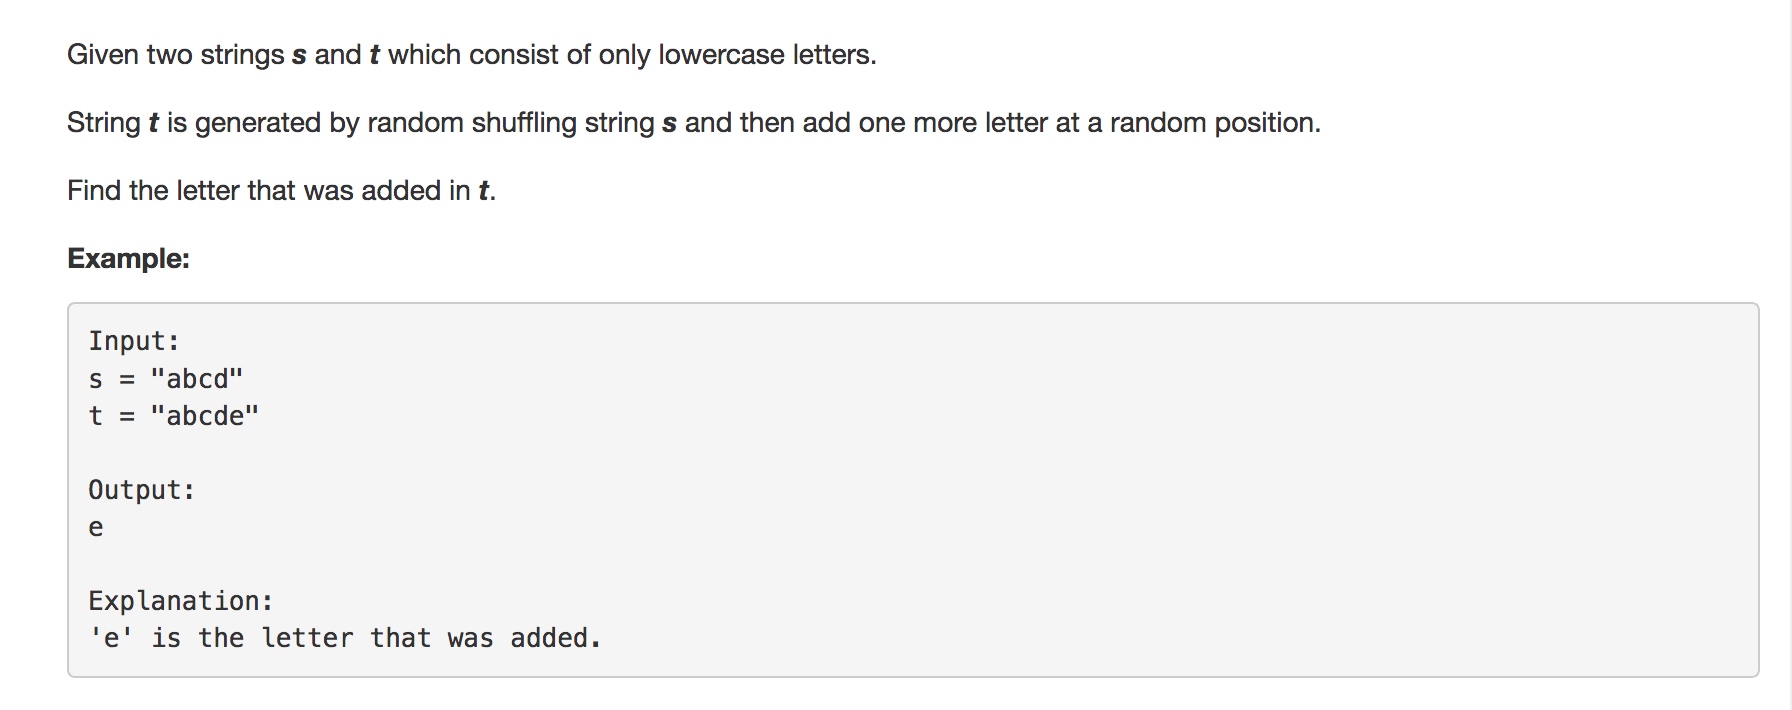 Given two strings s and t which consist of only lowercase letters.
String t is generated by random shuffling string s and then add one more letter at a random position.
Find the letter that was added in t.
Example:
Input:
s = "abcd"
t = "abcde"
Output:
e
Explanation:
'e' is the letter that was added.